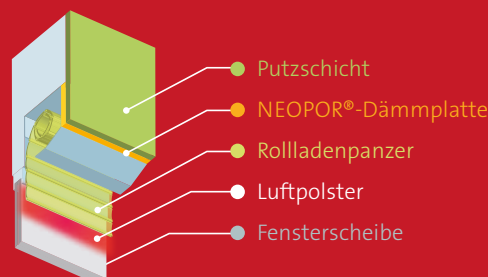 Putzschicht
NEOPOR®-Dämmplatte
Rollladenpanzer
Luftpolster
Fensterscheibe